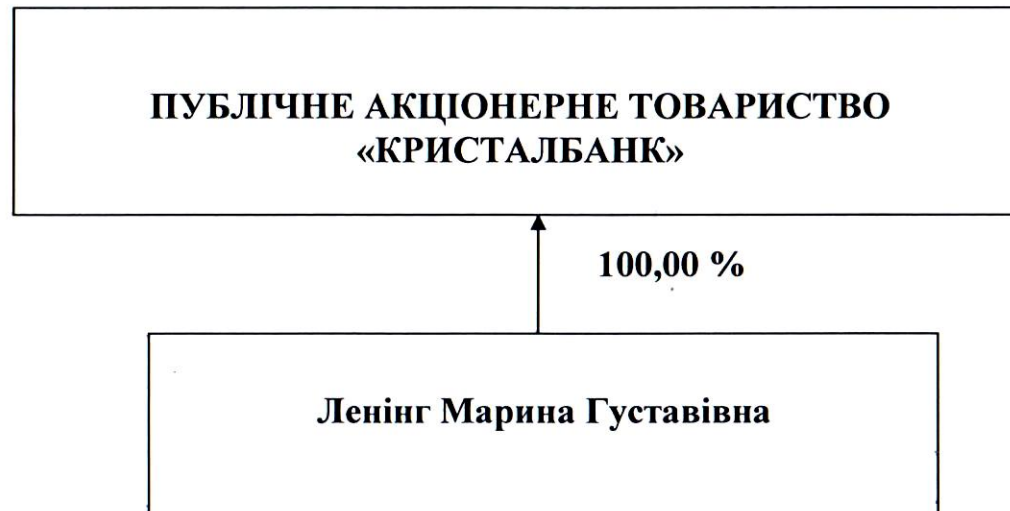 ПУБЛІЧНЕ АКЦІОНЕРНЕ ТОВАРИСТВО
«КРИСТАЛБАНК»
100,00 %
Ленінг Марина Густавівна